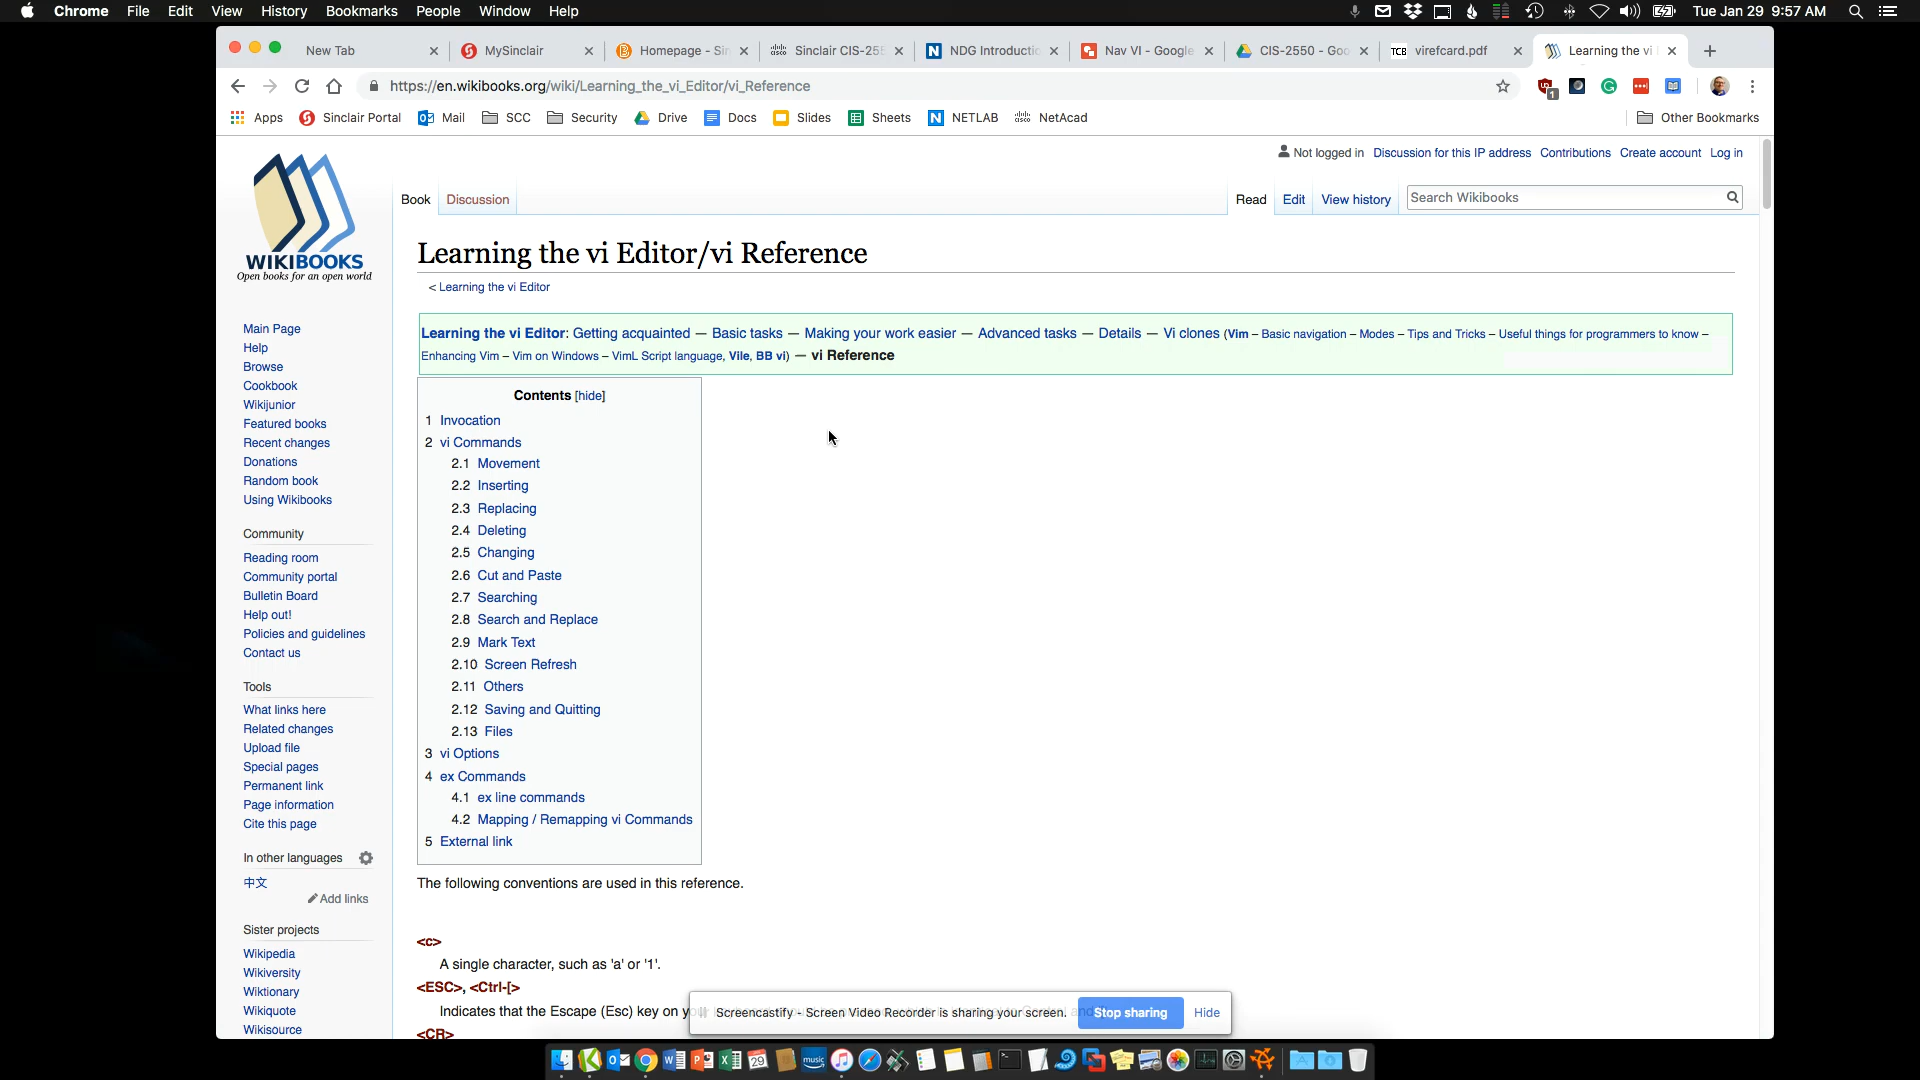 Chrome File Edit View History Bookmarks People Window Help Tue Jan 29 9:57 AM
New Tab MySinclair Homepage - Sin Sinclair CIS-255 NDG Introductio Nav VI - Google CIS-2550 - Goo TCB virefcard.pdf Learning the vi
https://en.wikibooks.org/wiki/Learning_the_vi_Editor/vi_Reference 1
Apps Sinclair Portal Mail SCC Security Drive Docs Slides Sheets NETLAB NetAcad Other Bookmarks
Not logged in Discussion for this IP address Contributions Create account Log in
Book Discussion Read Edit View history Search Wikibooks
WIKIBOOKS
Open books for an open world
Main Page
Help
Browse
Cookbook
Wikijunior
Featured books
Recent changes
Donations
Random book
Using Wikibooks
Community
Reading room
Community portal
Bulletin Board
Help out!
Policies and guidelines
Contact us
Tools
What links here
Related changes
Upload file
Special pages
Permanent link
Page information
Cite this page
In other languages
中文
Add links
Sister projects
Wikipedia
Wikiversity
Wiktionary
Wikiquote
Wikisource
Learning the vi Editor/vi Reference
< Learning the vi Editor
Learning the vi Editor: Getting acquainted — Basic tasks — Making your work easier — Advanced tasks — Details — Vi clones (Vim – Basic navigation – Modes – Tips and Tricks – Useful things for programmers to know –
Enhancing Vim – Vim on Windows – VimL Script language, Vile, BB vi) — vi Reference
Contents [hide]
1 Invocation
2 vi Commands
2.1 Movement
2.2 Inserting
2.3 Replacing
2.4 Deleting
2.5 Changing
2.6 Cut and Paste
2.7 Searching
2.8 Search and Replace
2.9 Mark Text
2.10 Screen Refresh
2.11 Others
2.12 Saving and Quitting
2.13 Files
3 vi Options
4 ex Commands
4.1 ex line commands
4.2 Mapping / Remapping vi Commands
5 External link
The following conventions are used in this reference.
<c>
A single character, such as 'a' or '1'.
<ESC>, <Ctrl-[>
Indicates that the Escape (Esc) key on
<CR>
Screencastify - Screen Video Recorder is sharing your screen. Stop sharing Hide
29 music